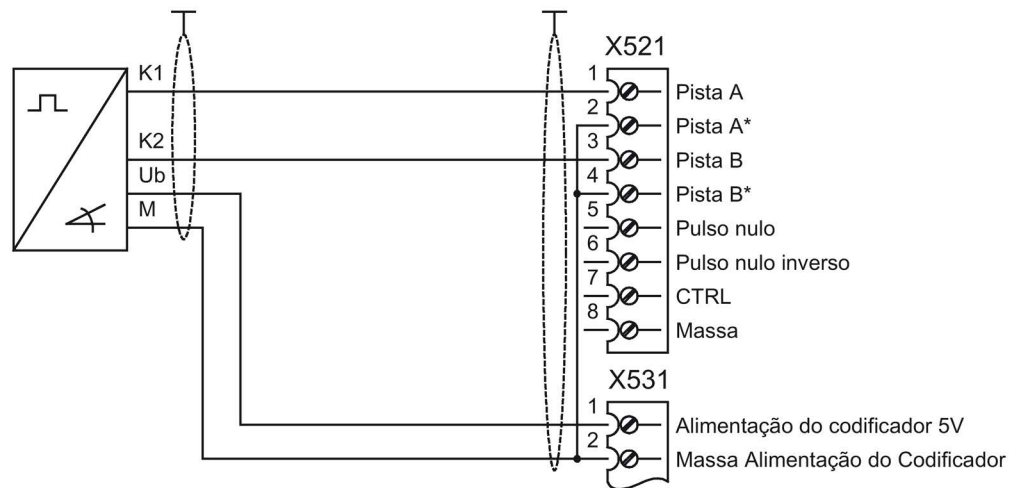 K1
K2
Ub
M
X521
1 Pista A
2 Pista A*
3 Pista B
4 Pista B*
5 Pulso nulo
6 Pulso nulo inverso
7 CTRL
8 Massa
X531
1 Alimentação do codificador 5V
2 Massa Alimentação do Codificador